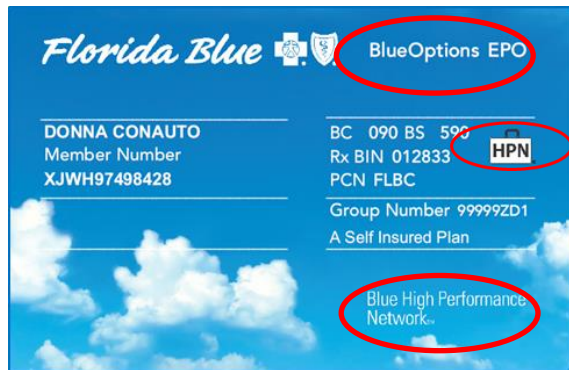 Florida Blue
BlueOptions EPO
DONNA CONAUTO
Member Number
XJWH97498428
BC 090 BS 590
HPN
Rx BIN 012833
PCN FLBC
Group Number 99999ZD1
A Self Insured Plan
Blue High Performance
Network